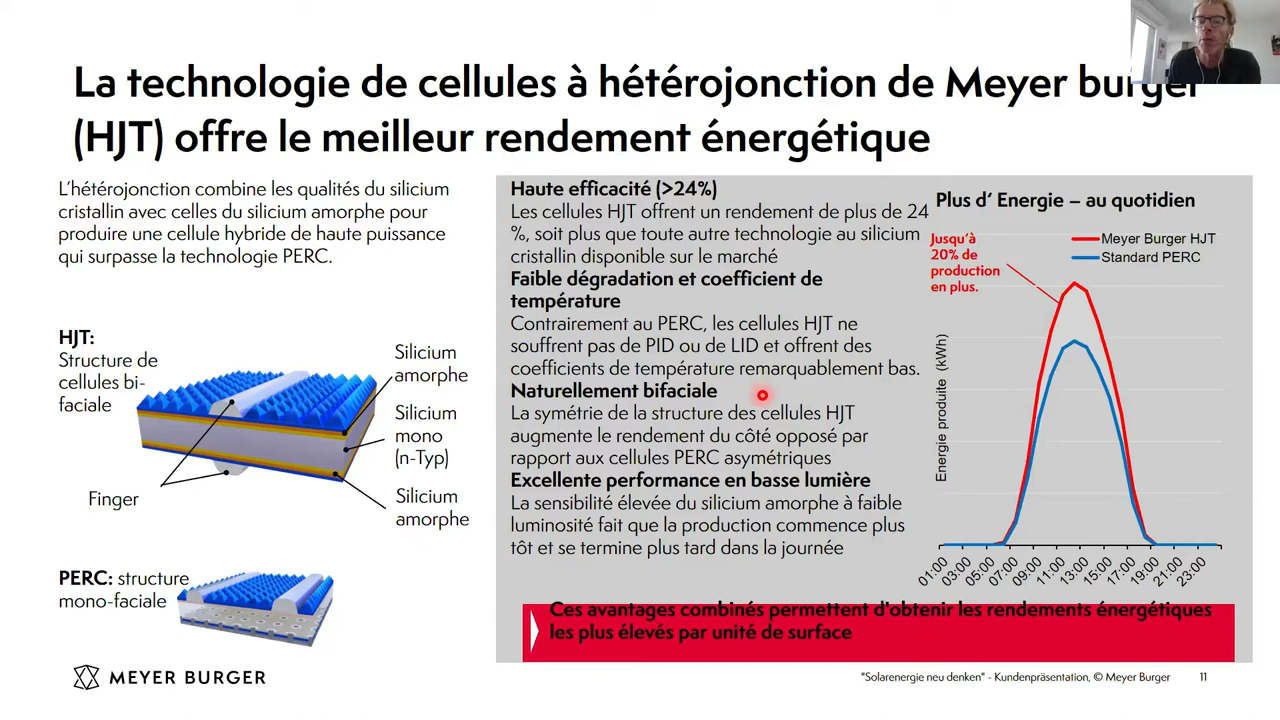 La technologie de cellules à hétérojonction de Meyer burger
(HJT) offre le meilleur rendement énergétique
L'hétérojonction combine les qualités du silicium
cristallin avec celles du silicium amorphe pour
produire une cellule hybride de haute puissance
qui surpasse la technologie PERC.
HJT:
Structure de
cellules bi-
faciale
Silicium
amorphe
Silicium
mono
(n-Typ)
Silicium
amorphe
Finger
PERC: structure
mono-faciale
Haute efficacité (>24%)
Les cellules HJT offrent un rendement de plus de 24
%, soit plus que toute autre technologie au silicium
cristallin disponible sur le marché
Faible dégradation et coefficient de
température
Contrairement au PERC, les cellules HJT ne
souffrent pas de PID ou de LID et offrent des
coefficients de température remarquablement bas.
Naturellement bifaciale
La symétrie de la structure des cellules HJT
augmente le rendement du côté opposé par
rapport aux cellules PERC asymétriques
Excellente performance en basse lumière
La sensibilité élevée du silicium amorphe à faible
luminosité fait que la production commence plus
tôt et se termine plus tard dans la journée
Plus d' Energie – au quotidien
Jusqu'à
20% de
production
en plus.
Meyer Burger HJT
Standard PERC
Energie produite (kWh)
01:00
03:00
05:00
07:00
09:00
11:00
13:00
15:00
17:00
19:00
21:00
23:00
Ces avantages combinés permettent d'obtenir les rendements énergétiques
les plus élevés par unité de surface
MEYER BURGER
"Solarenergie neu denken" - Kundenpräsentation, © Meyer Burger
11